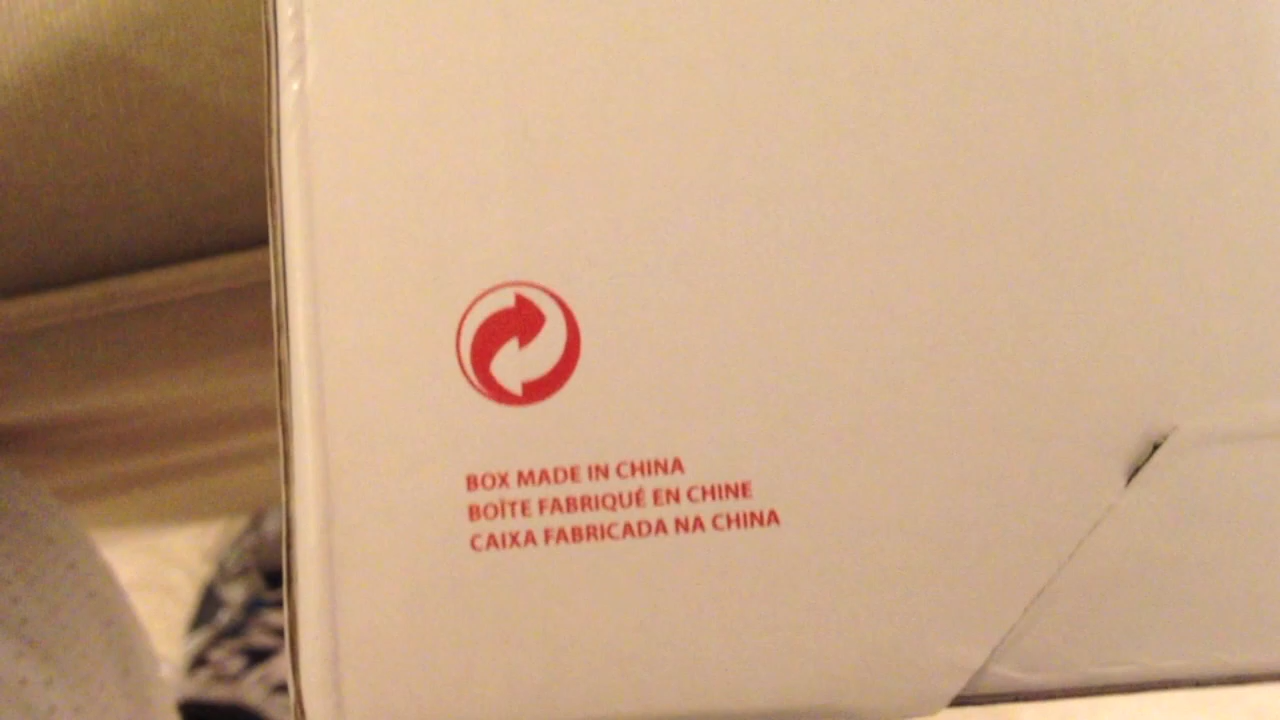 BOX MADE IN CHINA
BOÎTE FABRIQUÉ EN CHINE
CAIXA FABRICADA NA CHINA